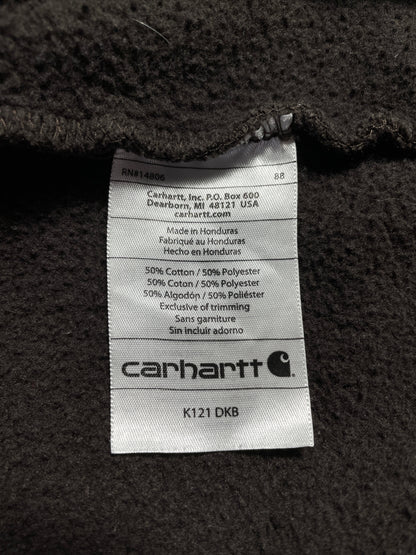 RN#14806 88
Carhartt, Inc. P.O. Box 600
Dearborn, MI 48121 USA
carhartt.com
Made in Honduras
Fabriqué au Honduras
Hecho en Honduras
50% Cotton / 50% Polyester
50% Coton / 50% Polyester
50% Algodón / 50% Poliéster
Exclusive of trimming
Sans garniture
Sin incluir adorno
carhartt
K121 DKB